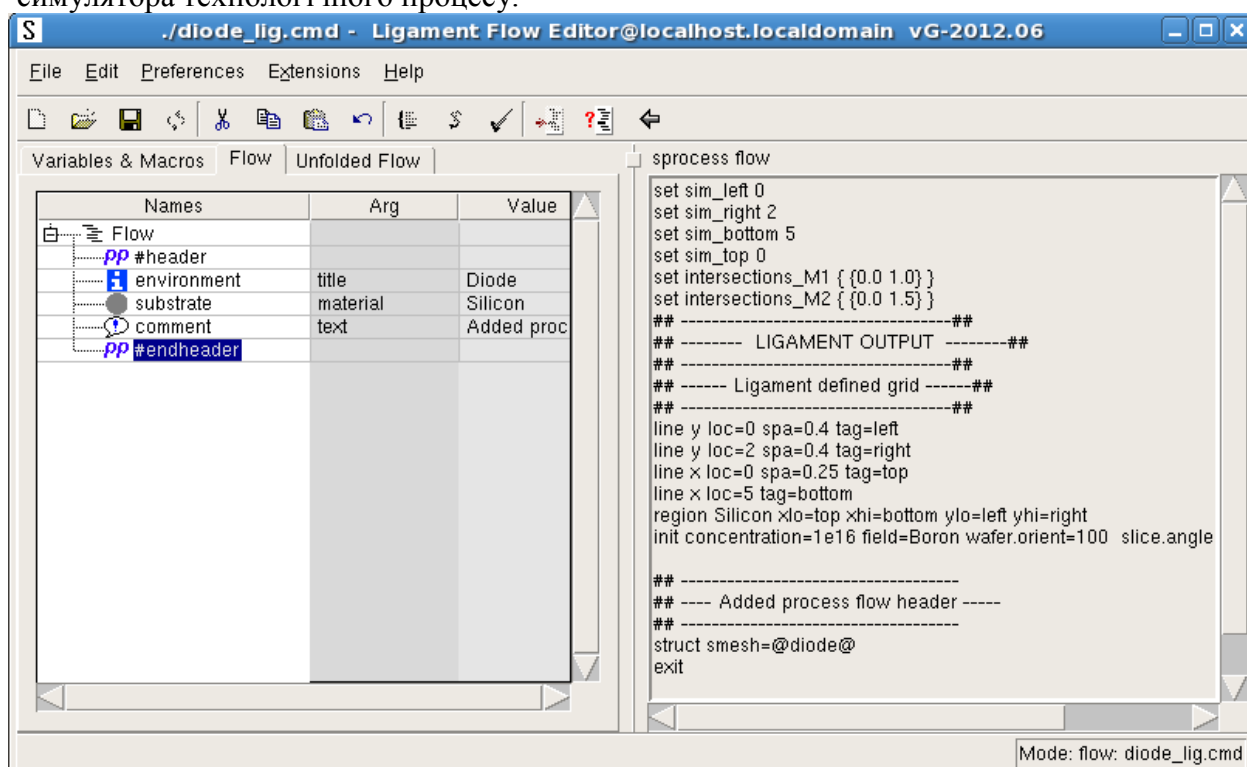 симулятора технологічного процесу.
S ./diode_lig.cmd - Ligament Flow Editor@localhost.localdomain vG-2012.06
File Edit Preferences Extensions Help
Variables & Macros Flow Unfolded Flow
Names Arg Value
Flow
pp #header
environment title Diode
substrate material Silicon
comment text Added proc
pp #endheader
sprocess flow
set sim_left 0
set sim_right 2
set sim_bottom 5
set sim_top 0
set intersections_M1 { {0.0 1.0} }
set intersections_M2 { {0.0 1.5} }
## -----------------------------------##
## -------- LIGAMENT OUTPUT --------##
## -----------------------------------##
## ------ Ligament defined grid ------##
## -----------------------------------##
line y loc=0 spa=0.4 tag=left
line y loc=2 spa=0.4 tag=right
line x loc=0 spa=0.25 tag=top
line x loc=5 tag=bottom
region Silicon xlo=top xhi=bottom ylo=left yhi=right
init concentration=1e16 field=Boron wafer.orient=100 slice.angle
## ------------------------------------
## ---- Added process flow header -----
## ------------------------------------
struct smesh=@diode@
exit
Mode: flow: diode_lig.cmd